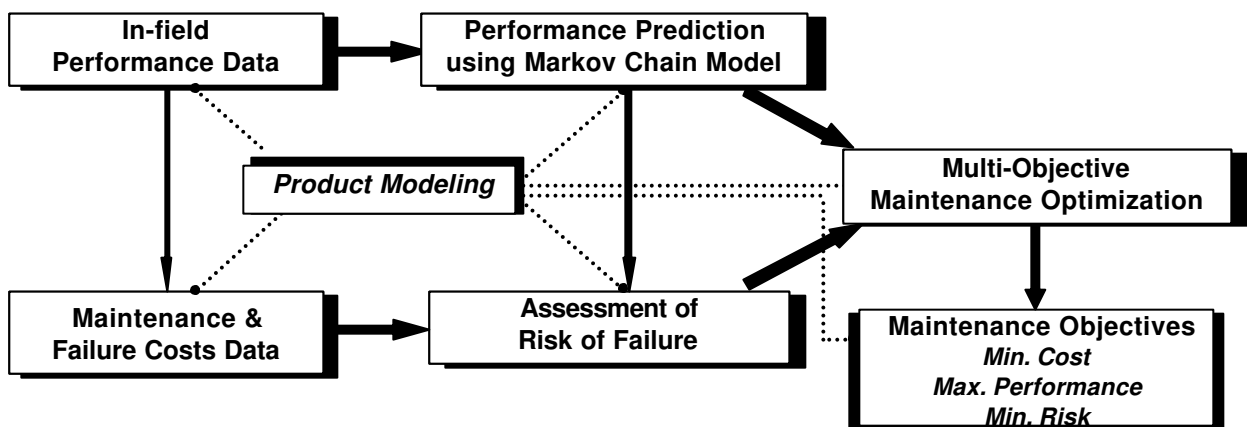 In-field
Performance Data
Performance Prediction
using Markov Chain Model
Product Modeling
Multi-Objective
Maintenance Optimization
Maintenance &
Failure Costs Data
Assessment of
Risk of Failure
Maintenance Objectives
Min. Cost
Max. Performance
Min. Risk